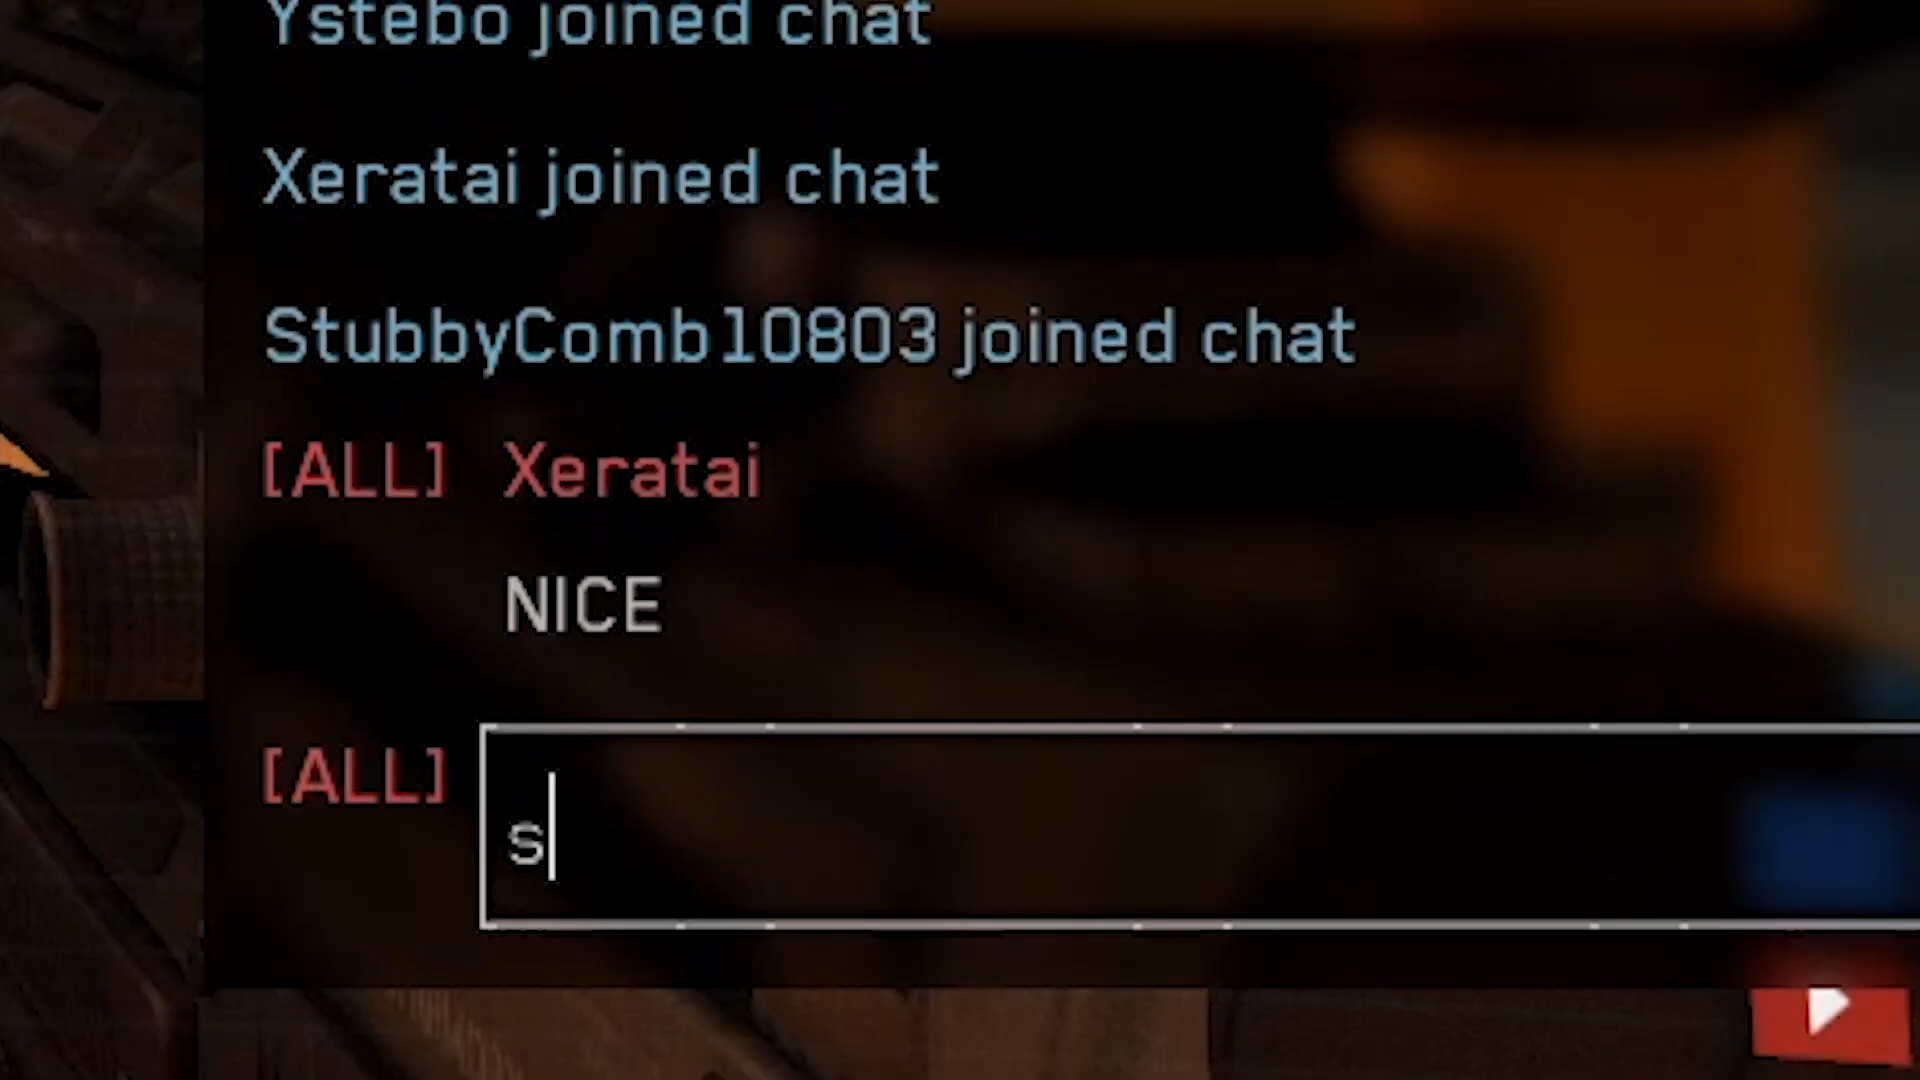 Ystebo joined chat
Xeratai joined chat
StubbyComb10803 joined chat
[ALL] Xeratai
NICE
[ALL]
s